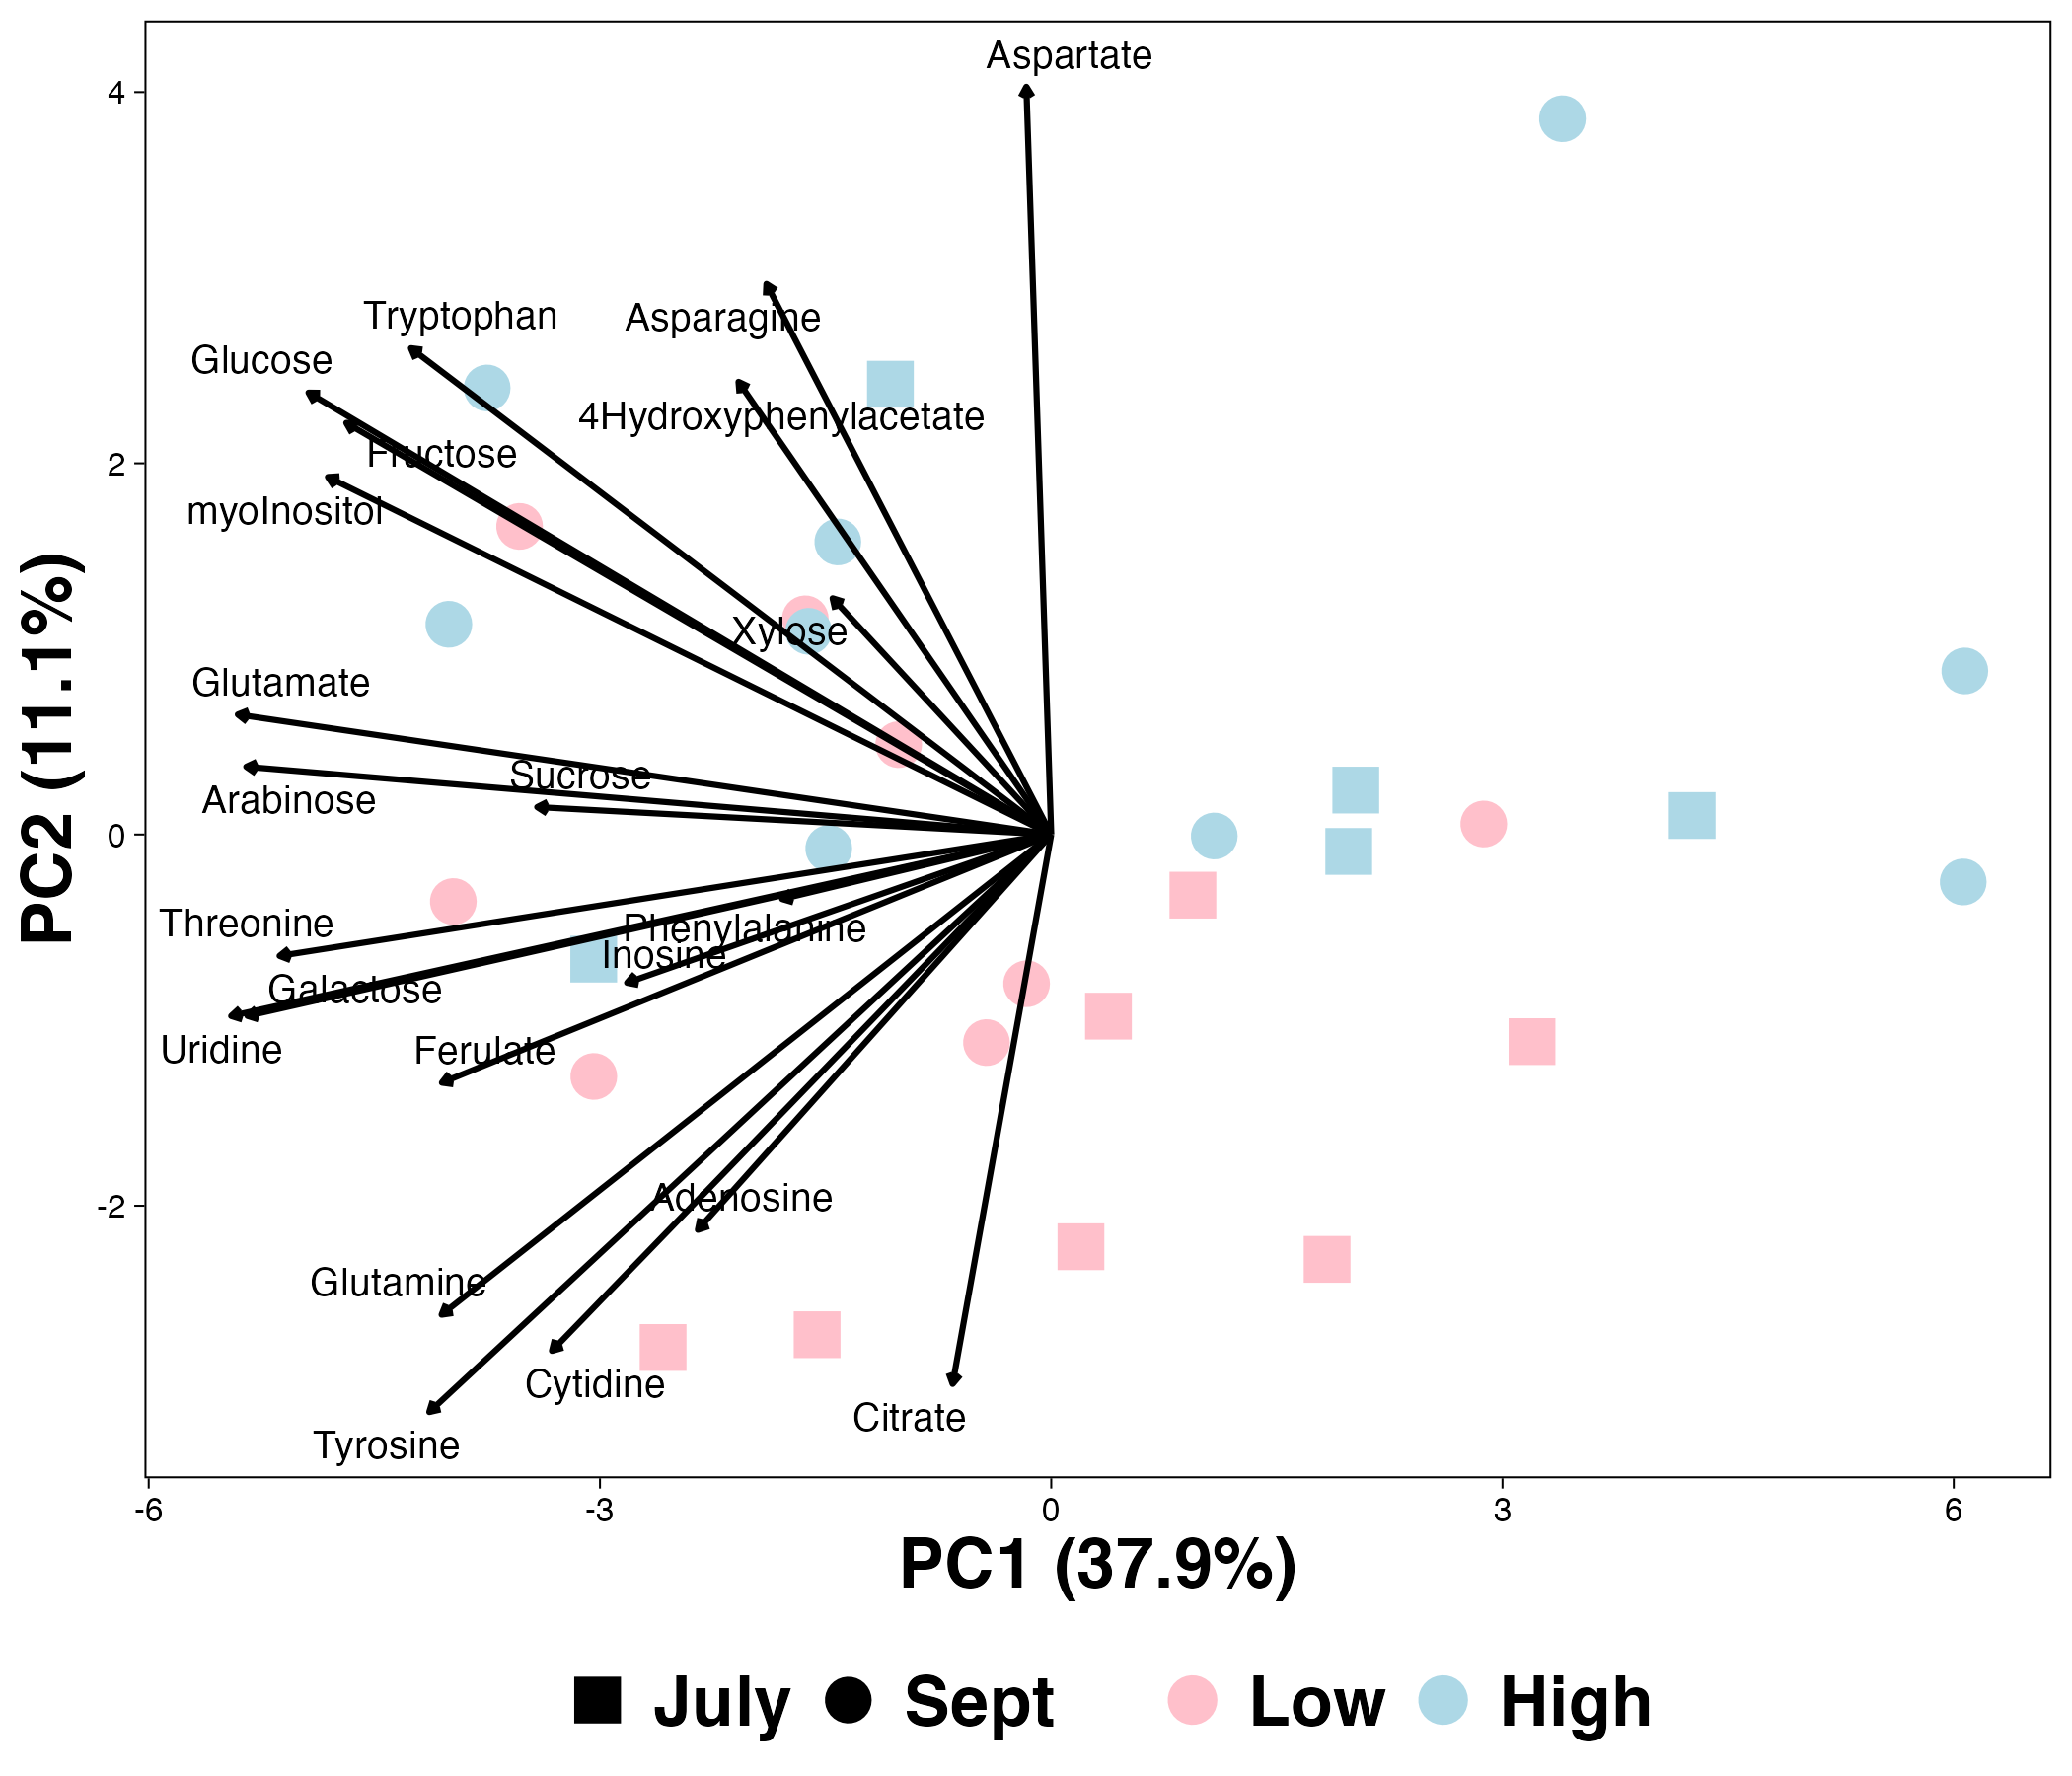 Aspartate
4
Tryptophan
Asparagine
Glucose
4Hydroxyphenylacetate
Fructose
2
myoInositol
Xylose
Glutamate
Sucrose
Arabinose
0
Threonine
Phenylalanine
Inosine
Galactose
Uridine
Ferulate
Adenosine
-2
Glutamine
Cytidine
Citrate
Tyrosine
PC2 (11.1%)
-6 -3 0 3 6
PC1 (37.9%)
July Sept Low High